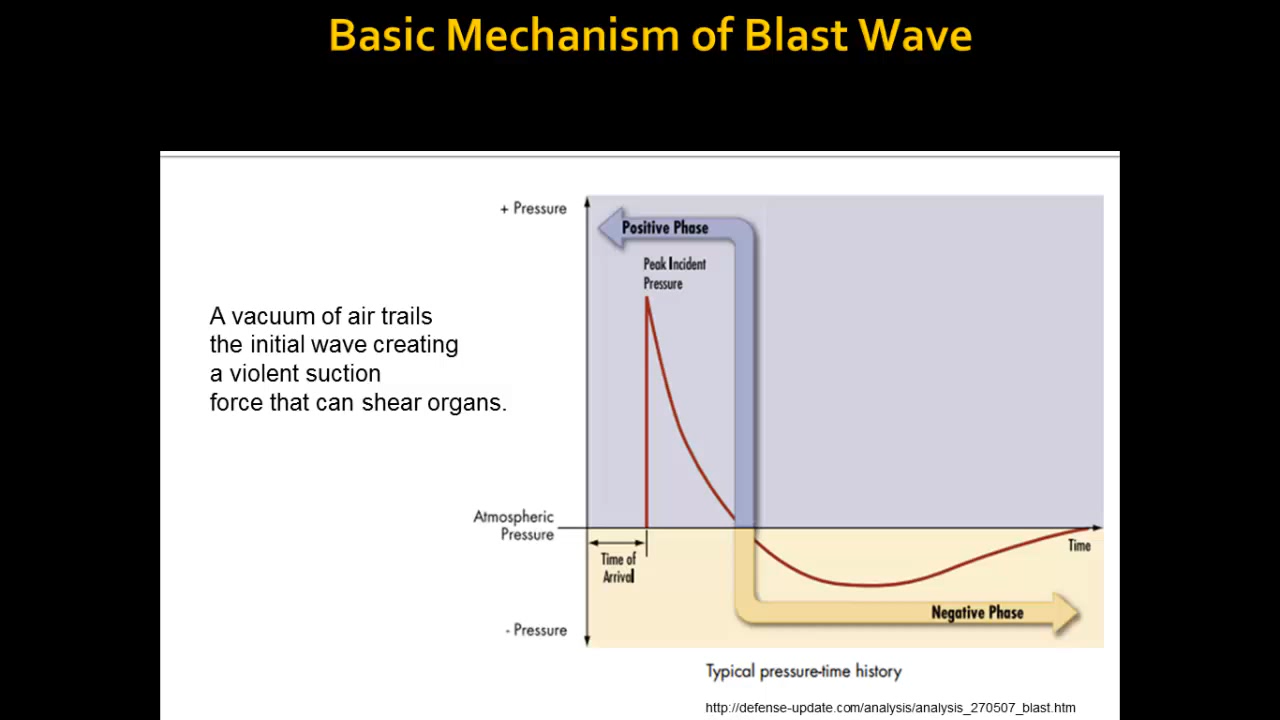 Basic Mechanism of Blast Wave
+ Pressure
Positive Phase
Peak Incident
Pressure
A vacuum of air trails
the initial wave creating
a violent suction
force that can shear organs.
Atmospheric
Pressure
Time of
Arrival
Time
Negative Phase
- Pressure
Typical pressure-time history
http://defense-update.com/analysis/analysis_270507_blast.htm